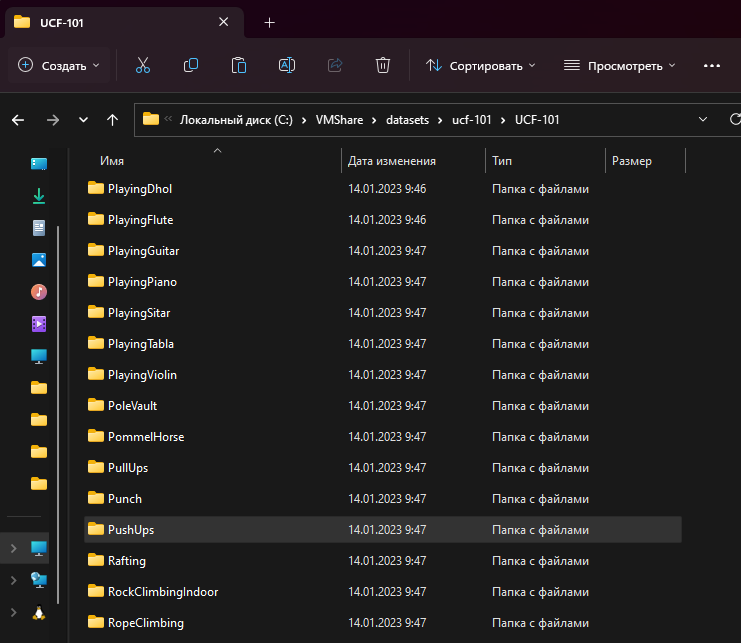 UCF-101
Создать
Сортировать
Просмотреть
Локальный диск (C:) > VMShare > datasets > ucf-101 > UCF-101
Имя Дата изменения Тип Размер
PlayingDhol 14.01.2023 9:46 Папка с файлами
PlayingFlute 14.01.2023 9:46 Папка с файлами
PlayingGuitar 14.01.2023 9:47 Папка с файлами
PlayingPiano 14.01.2023 9:47 Папка с файлами
PlayingSitar 14.01.2023 9:47 Папка с файлами
PlayingTabla 14.01.2023 9:47 Папка с файлами
PlayingViolin 14.01.2023 9:47 Папка с файлами
PoleVault 14.01.2023 9:47 Папка с файлами
PommelHorse 14.01.2023 9:47 Папка с файлами
PullUps 14.01.2023 9:47 Папка с файлами
Punch 14.01.2023 9:47 Папка с файлами
PushUps 14.01.2023 9:47 Папка с файлами
Rafting 14.01.2023 9:47 Папка с файлами
RockClimbingIndoor 14.01.2023 9:47 Папка с файлами
RopeClimbing 14.01.2023 9:47 Папка с файлами